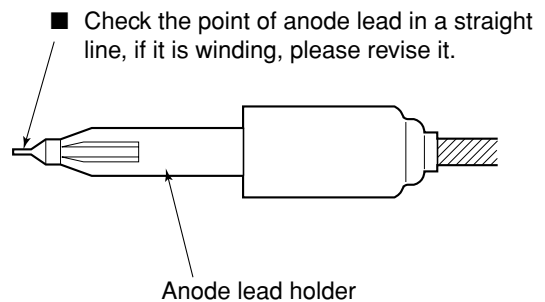 ■ Check the point of anode lead in a straight
line, if it is winding, please revise it.
Anode lead holder